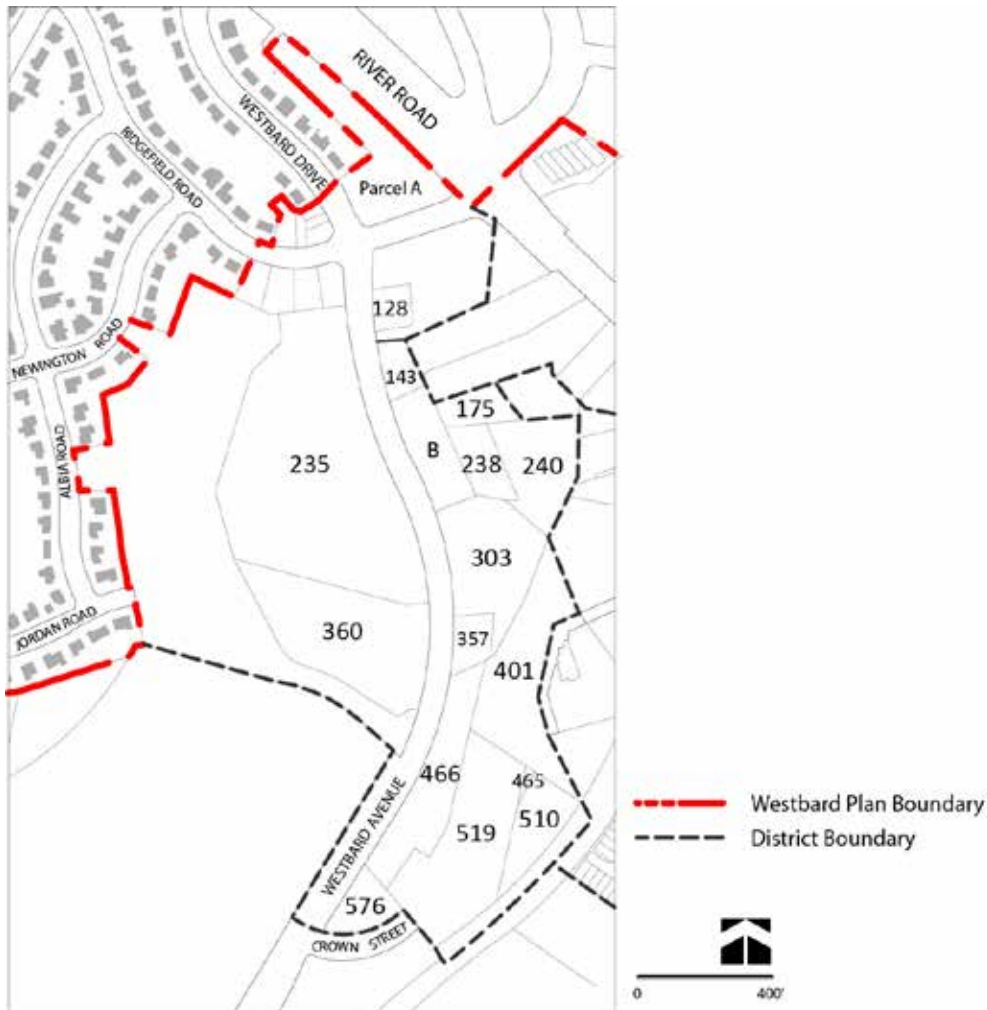 RIVER ROAD
WESTBARD DRIVE
RIDGEFIELD ROAD
Parcel A
128
NEWINGTON ROAD
143
175
ALBIA ROAD
B
235
238
240
303
JORDAN ROAD
360
357
401
466
465
WESTBARD AVENUE
519
510
576
CROWN STREET
Westbard Plan Boundary
District Boundary
0
400'